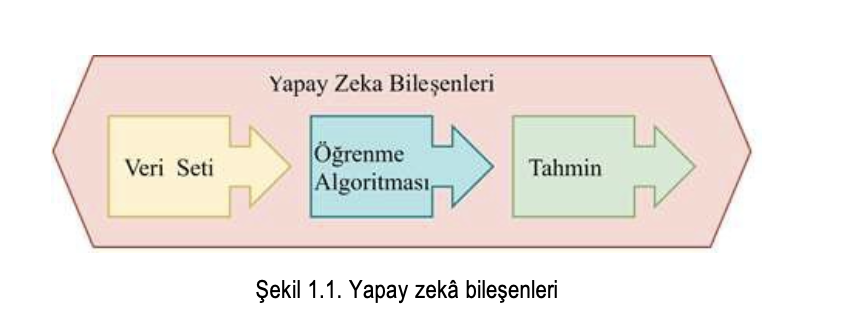 Yapay Zeka Bileşenleri
Veri Seti
Öğrenme
Algoritması
Tahmin
Şekil 1.1. Yapay zekâ bileşenleri